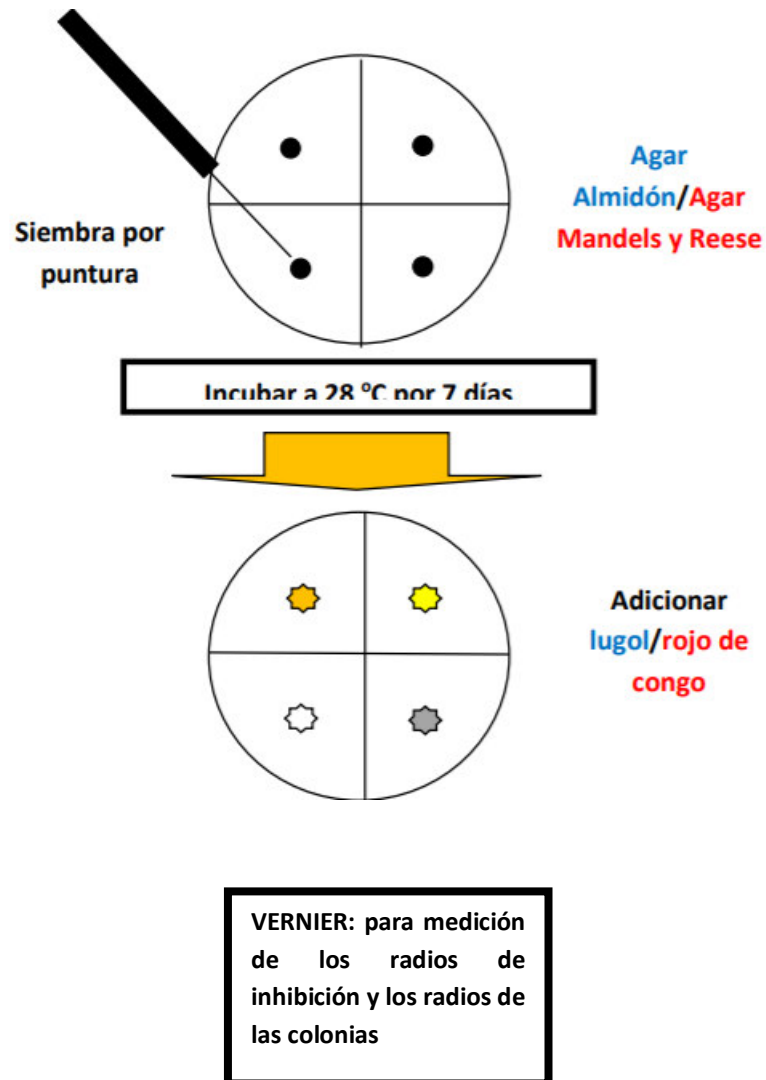 Agar
Almidón/Agar
Mandels y Reese
Siembra por
puntura
Incubar a 28 °C por 7 días
Adicionar
lugol/rojo de
congo
VERNIER: para medición
de los radios de
inhibición y los radios de
las colonias